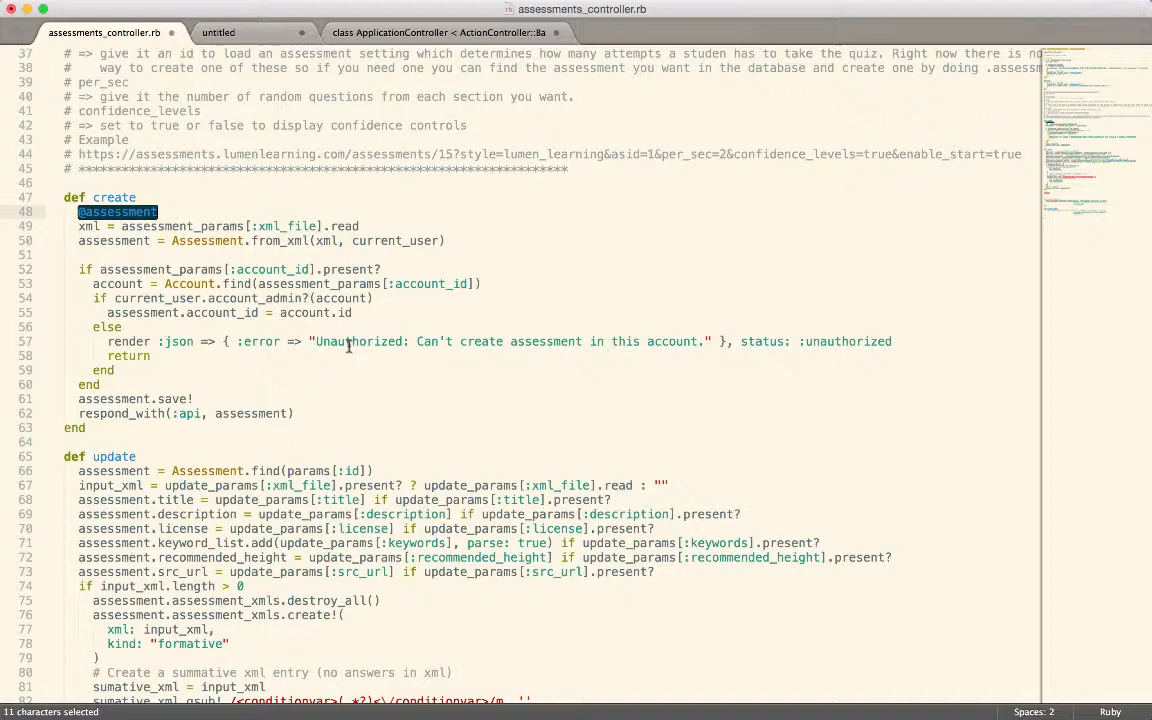 assessments_controller.rb
assessments_controller.rb
untitled
class ApplicationController < ActionController::Ba
37 # => give it an id to load an assessment setting which determines how many attempts a studen has to take the quiz. Right now there is no
38 # way to create one of these so if you need one you can find the assessment you want in the database and create one by doing .assessm
39 # per_sec
40 # => give it the number of random questions from each section you want.
41 # confidence_levels
42 # => set to true or false to display confidence controls
43 # Example
44 # https://assessments.lumenlearning.com/assessments/15?style=lumen_learning&asid=1&per_sec=2&confidence_levels=true&enable_start=true
45 # ********************************************************************
46
47 def create
48 @assessment
49 xml = assessment_params[:xml_file].read
50 assessment = Assessment.from_xml(xml, current_user)
51
52 if assessment_params[:account_id].present?
53 account = Account.find(assessment_params[:account_id])
54 if current_user.account_admin?(account)
55 assessment.account_id = account.id
56 else
57 render :json => { :error => "Unauthorized: Can't create assessment in this account." }, status: :unauthorized
58 return
59 end
60 end
61 assessment.save!
62 respond_with(:api, assessment)
63 end
64
65 def update
66 assessment = Assessment.find(params[:id])
67 input_xml = update_params[:xml_file].present? ? update_params[:xml_file].read : ""
68 assessment.title = update_params[:title] if update_params[:title].present?
69 assessment.description = update_params[:description] if update_params[:description].present?
70 assessment.license = update_params[:license] if update_params[:license].present?
71 assessment.keyword_list.add(update_params[:keywords], parse: true) if update_params[:keywords].present?
72 assessment.recommended_height = update_params[:recommended_height] if update_params[:recommended_height].present?
73 assessment.src_url = update_params[:src_url] if update_params[:src_url].present?
74 if input_xml.length > 0
75 assessment.assessment_xmls.destroy_all()
76 assessment.assessment_xmls.create!(
77 xml: input_xml,
78 kind: "formative"
79 )
80 # Create a summative xml entry (no answers in xml)
81 sumative_xml = input_xml
82 sumative_xml.gsub! /<conditionvar>(.*?)<\/conditionvar>/m, ''
11 characters selected
Spaces: 2
Ruby